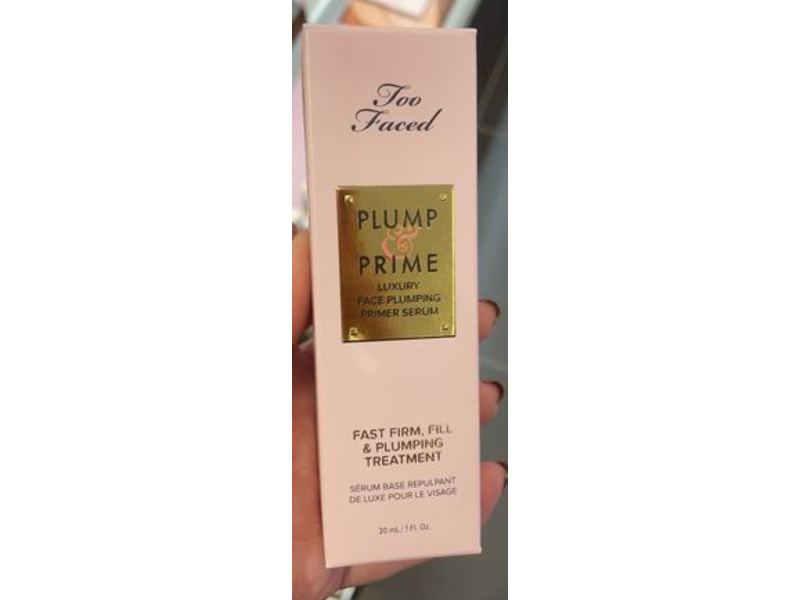 Too
Faced
PLUMP
&
PRIME
LUXURY
FACE PLUMPING
PRIMER SERUM
FAST FIRM, FILL
& PLUMPING
TREATMENT
SÉRUM BASE REPULPANT
DE LUXE POUR LE VISAGE
30 mL / 1 Fl. Oz.